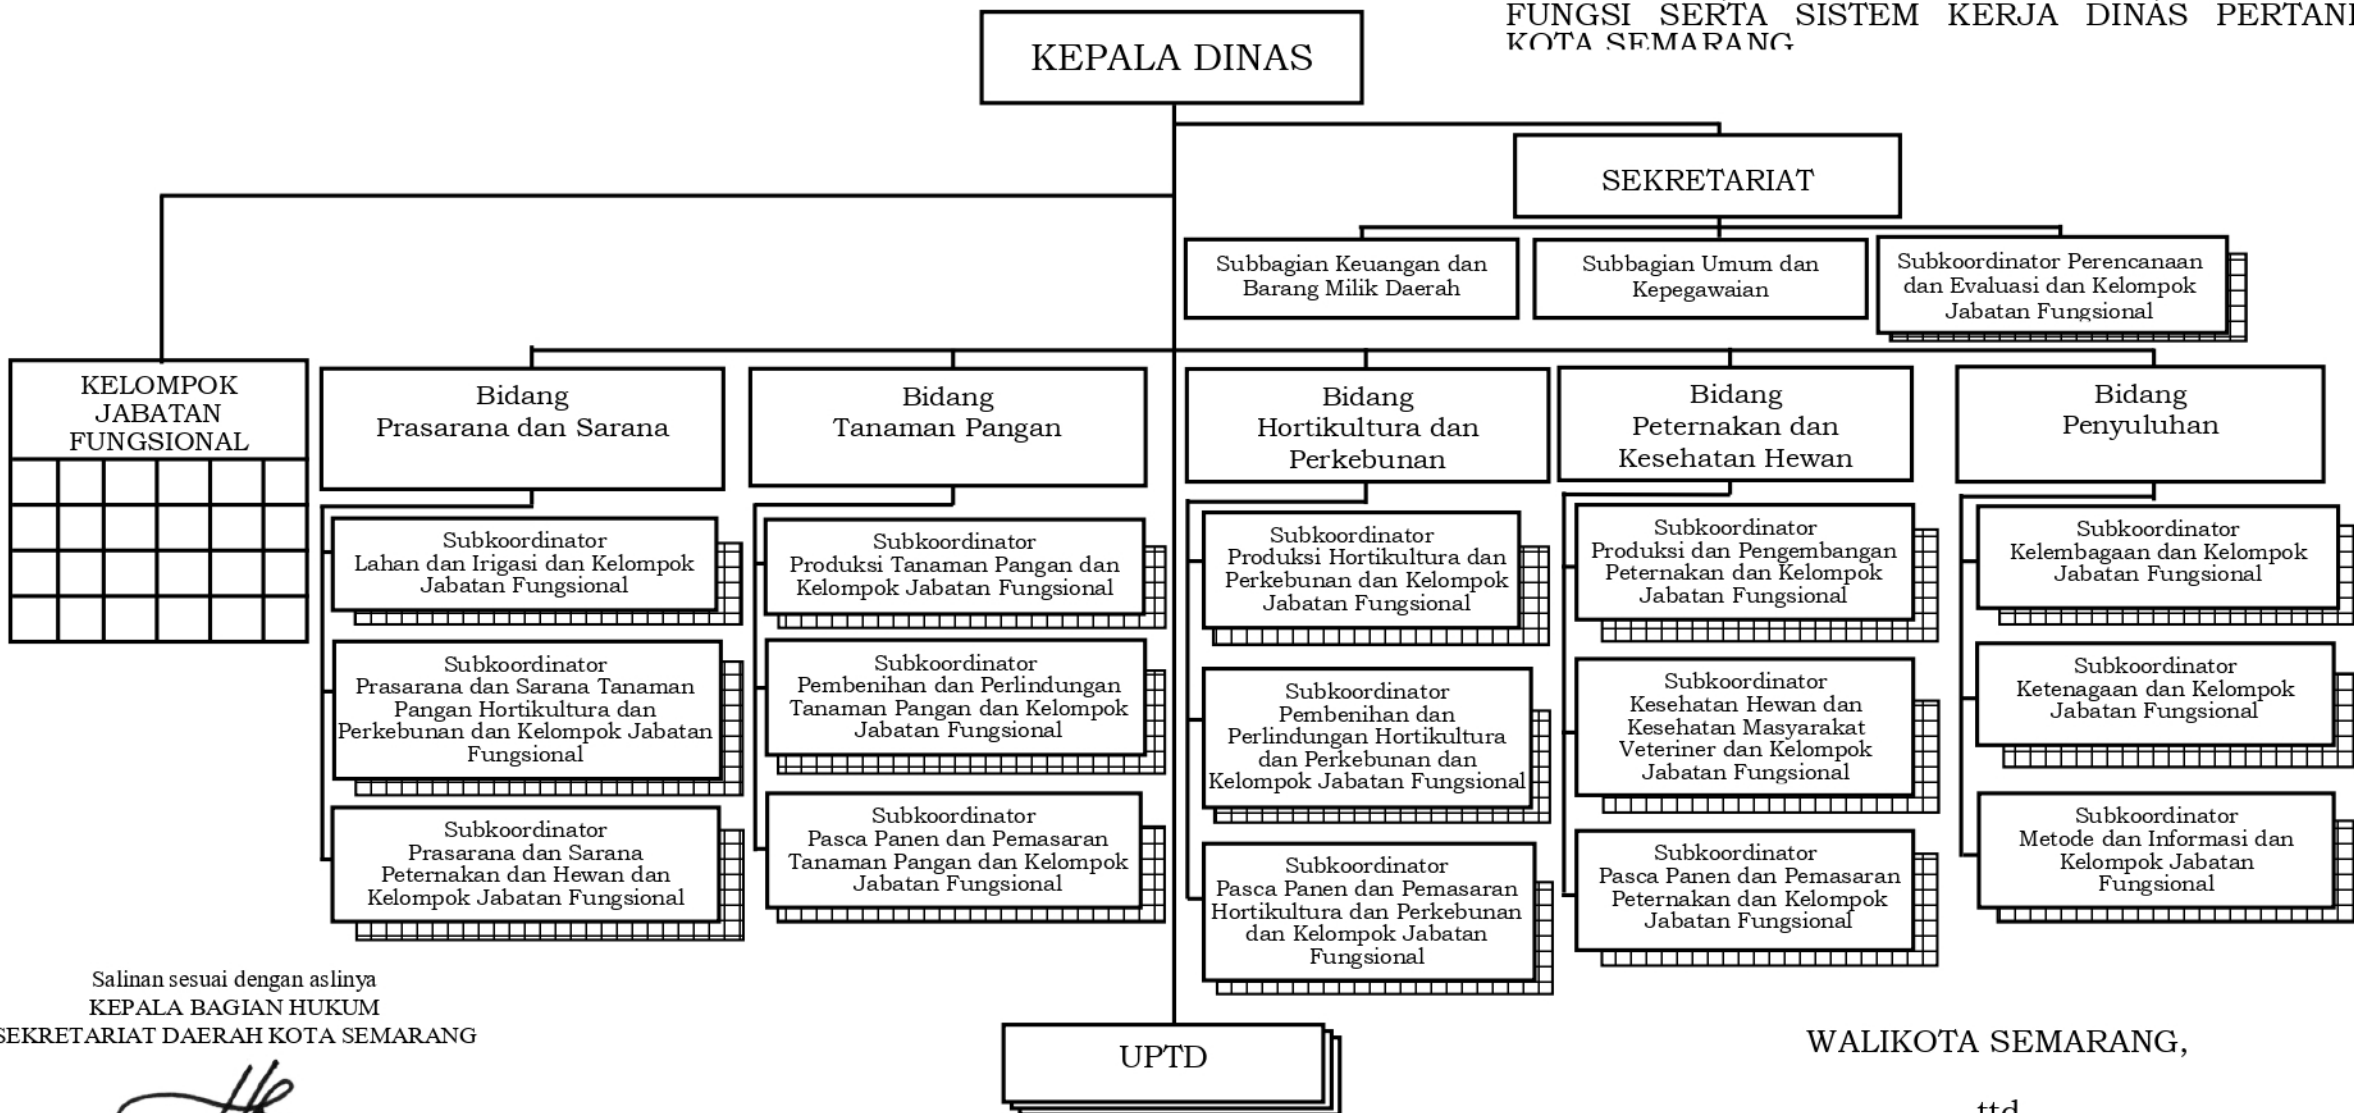 FUNGSI SERTA SISTEM KERJA DINAS
KOTA SEMARANG
KEPALA DINAS
SEKRETARIAT
Subbagian Keuangan dan
Barang Milik Daerah
Subbagian Umum dan
Kepegawaian
Subkoordinator Perencanaan
dan Evaluasi dan Kelompok
Jabatan Fungsional
KELOMPOK
JABATAN
FUNGSIONAL
Bidang
Prasarana dan Sarana
Bidang
Tanaman Pangan
Bidang
Hortikultura dan
Perkebunan
Bidang
Peternakan dan
Kesehatan Hewan
Bidang
Penyuluhan
Subkoordinator
Lahan dan Irigasi dan Kelompok
Jabatan Fungsional
Subkoordinator
Prasarana dan Sarana Tanaman
Pangan Hortikultura dan
Perkebunan dan Kelompok Jabatan
Fungsional
Subkoordinator
Prasarana dan Sarana
Peternakan dan Hewan dan
Kelompok Jabatan Fungsional
Subkoordinator
Produksi Tanaman Pangan dan
Kelompok Jabatan Fungsional
Subkoordinator
Pembenihan dan Perlindungan
Tanaman Pangan dan Kelompok
Jabatan Fungsional
Subkoordinator
Pasca Panen dan Pemasaran
Tanaman Pangan dan Kelompok
Jabatan Fungsional
Subkoordinator
Produksi Hortikultura dan
Perkebunan dan Kelompok
Jabatan Fungsional
Subkoordinator
Pembenihan dan
Perlindungan Hortikultura
dan Perkebunan dan
Kelompok Jabatan Fungsional
Subkoordinator
Pasca Panen dan Pemasaran
Hortikultura dan Perkebunan
dan Kelompok Jabatan
Fungsional
Subkoordinator
Produksi dan Pengembangan
Peternakan dan Kelompok
Jabatan Fungsional
Subkoordinator
Kesehatan Hewan dan
Kesehatan Masyarakat
Veteriner dan Kelompok
Jabatan Fungsional
Subkoordinator
Pasca Panen dan Pemasaran
Peternakan dan Kelompok
Jabatan Fungsional
Subkoordinator
Kelembagaan dan Kelompok
Jabatan Fungsional
Subkoordinator
Ketenagaan dan Kelompok
Jabatan Fungsional
Subkoordinator
Metode dan Informasi dan
Kelompok Jabatan
Fungsional
UPTD
Salinan sesuai dengan aslinya
KEPALA BAGIAN HUKUM
SEKRETARIAT DAERAH KOTA SEMARANG
WALIKOTA SEMARANG,
ttd